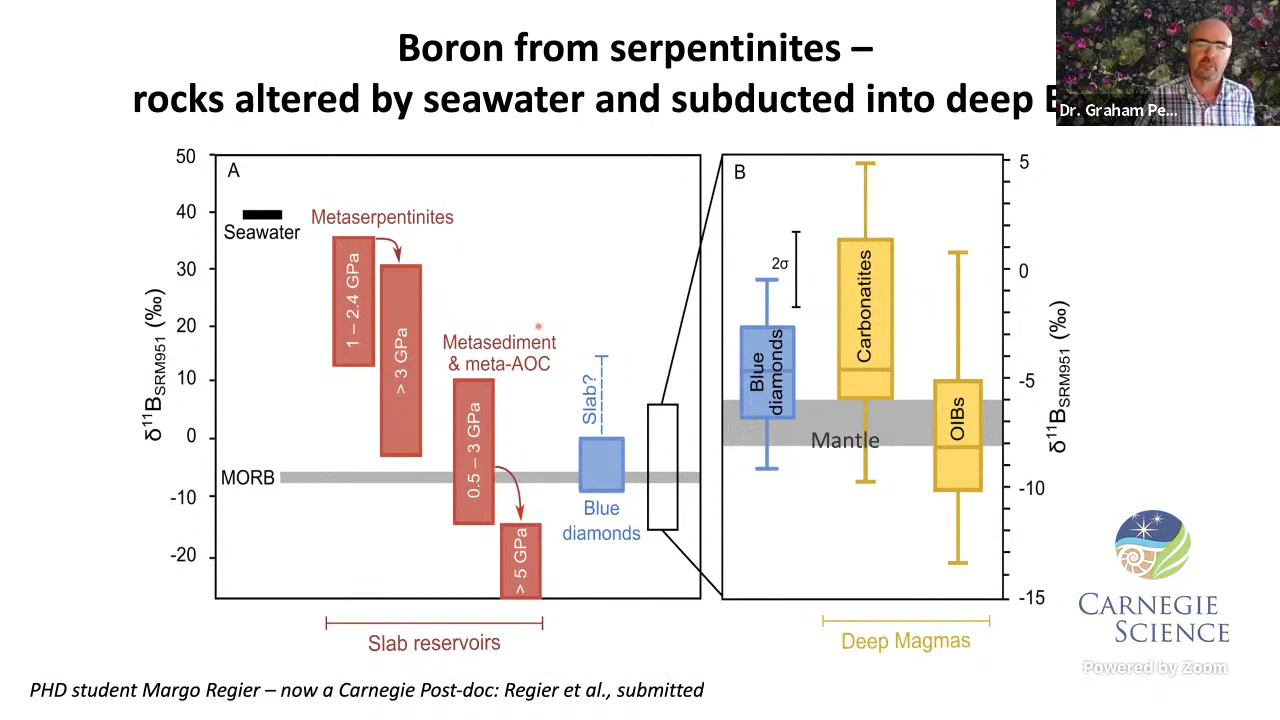 Boron from serpentinites –
rocks altered by seawater and subducted into deep
Dr. Graham Pe...
50
40
30
20
10
0
-10
-20
δ¹¹B_SRM951 (‰)
A
Seawater
Metaserpentinites
1 – 2.4 GPa
> 3 GPa
Metasediment
& meta-AOC
0.5 – 3 GPa
> 5 GPa
MORB
Slab?
Blue
diamonds
Slab reservoirs
B
2σ
Blue
diamonds
Carbonatites
OIBs
Mantle
5
0
-5
-10
-15
δ¹¹B_SRM951 (‰)
Deep Magmas
CARNEGIE
SCIENCE
Powered by Zoom
PHD student Margo Regier – now a Carnegie Post-doc: Regier et al., submitted